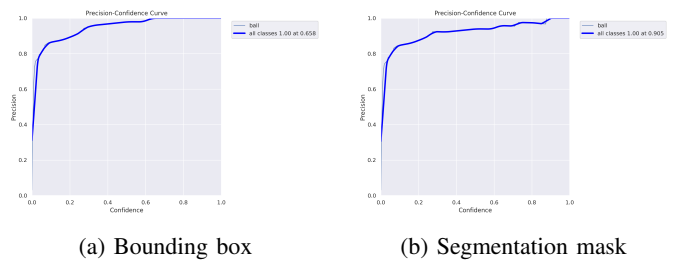 Precision-Confidence Curve
1.0
0.8
0.6
0.4
0.2
0.0
Precision
0.0 0.2 0.4 0.6 0.8 1.0
Confidence
ball
all classes 1.00 at 0.658
(a) Bounding box
Precision-Confidence Curve
1.0
0.8
0.6
0.4
0.2
0.0
Precision
0.0 0.2 0.4 0.6 0.8 1.0
Confidence
ball
all classes 1.00 at 0.905
(b) Segmentation mask